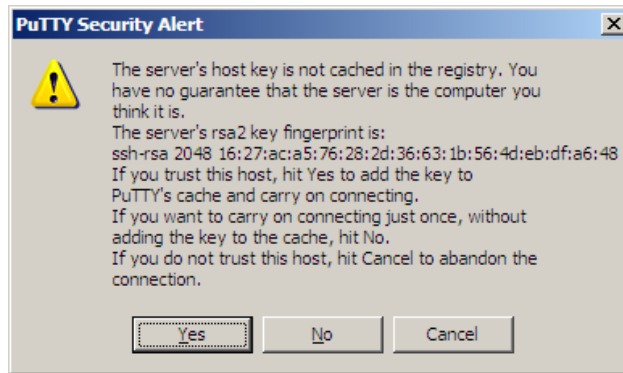 PuTTY Security Alert
The server's host key is not cached in the registry. You
have no guarantee that the server is the computer you
think it is.
The server's rsa2 key fingerprint is:
ssh-rsa 2048 16:27:ac:a5:76:28:2d:36:63:1b:56:4d:eb:df:a6:48
If you trust this host, hit Yes to add the key to
PuTTY's cache and carry on connecting.
If you want to carry on connecting just once, without
adding the key to the cache, hit No.
If you do not trust this host, hit Cancel to abandon the
connection.
Yes No Cancel